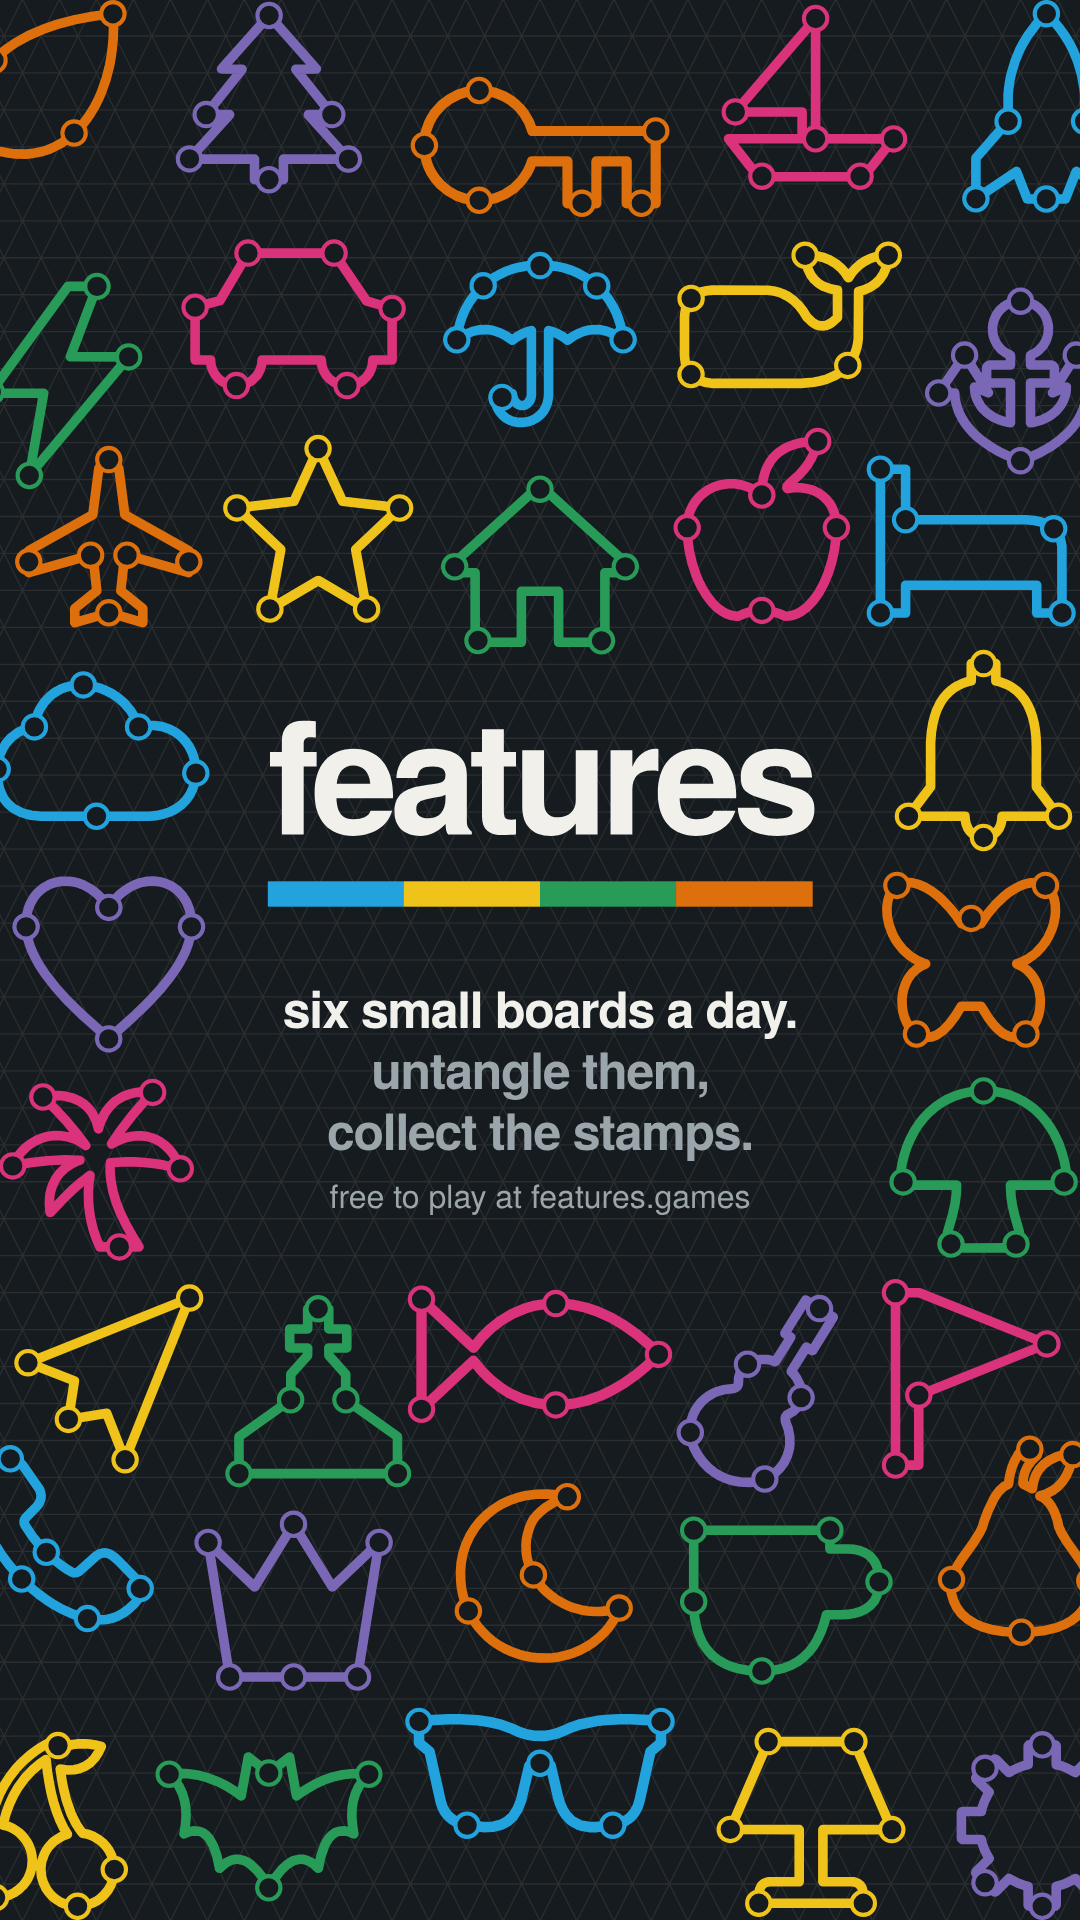 features
six small boards a day.
untangle them,
collect the stamps.
free to play at features.games